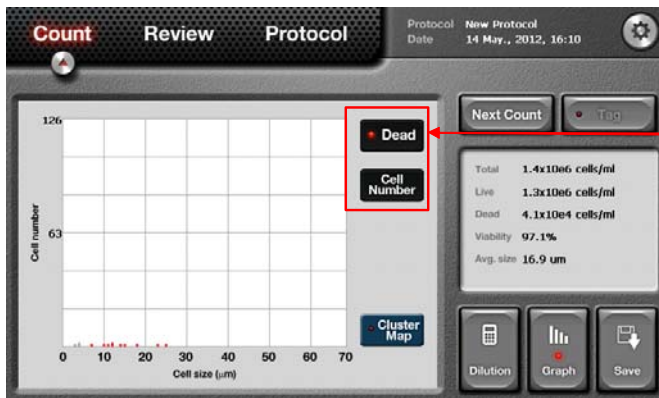 Count Review Protocol
Protocol New Protocol
Date 14 May., 2012, 16:10
126
63
Cell number
0 10 20 30 40 50 60 70
Cell size (μm)
Dead
Cell
Number
Cluster
Map
Next Count
Tag
Total 1.4x10e6 cells/ml
Live 1.3x10e6 cells/ml
Dead 4.1x10e4 cells/ml
Viability 97.1%
Avg. size 16.9 um
Dilution
Graph
Save